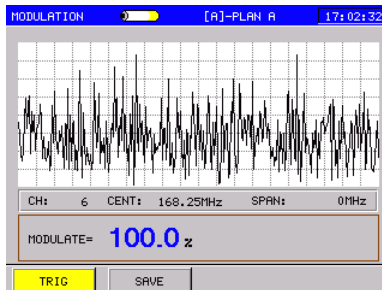 MODULATION [A]-PLAN A 17:02:32
CH: 6 CENT: 168.25MHz SPAN: 0MHz
MODULATE= 100.0 %
TRIG SAVE